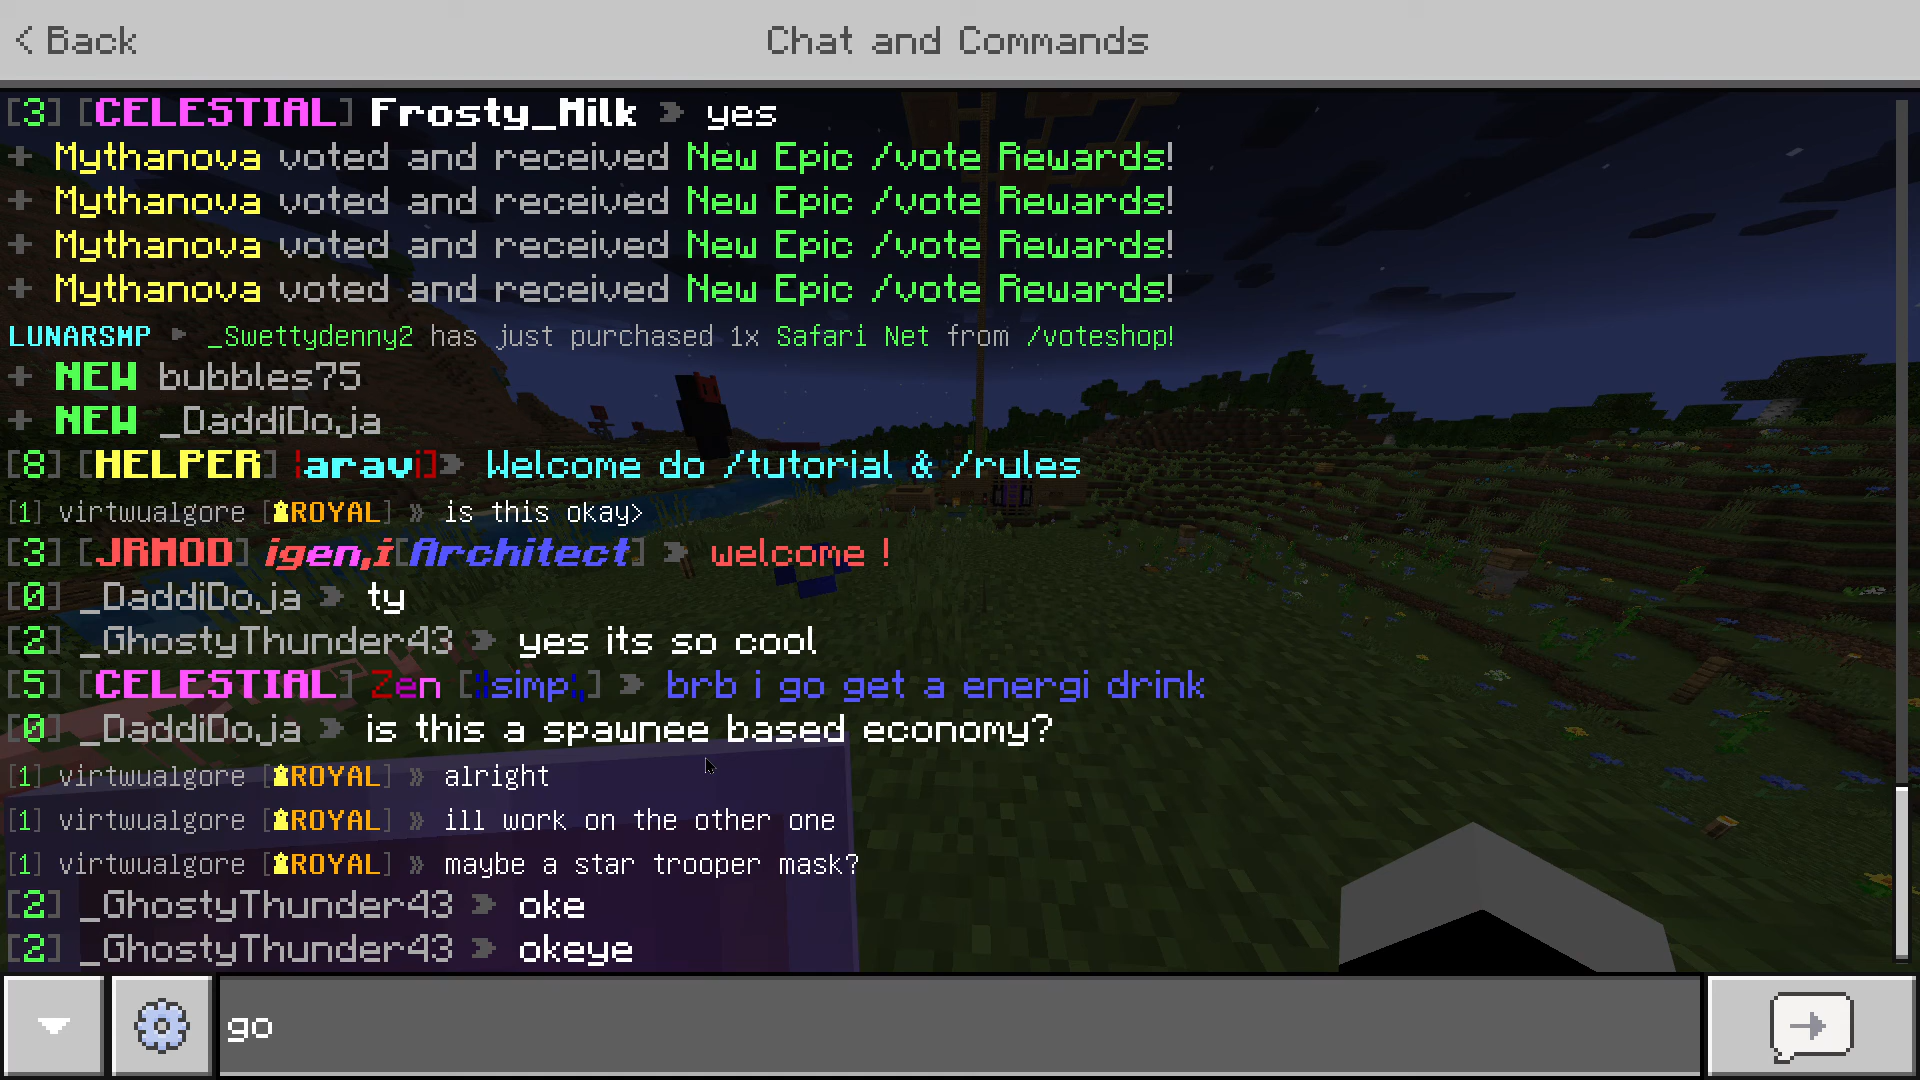 < Back
Chat and Commands
[3] [CELESTIAL] Frosty_Milk » yes
+ Mythanova voted and received New Epic /vote Rewards!
+ Mythanova voted and received New Epic /vote Rewards!
+ Mythanova voted and received New Epic /vote Rewards!
+ Mythanova voted and received New Epic /vote Rewards!
LUNARSMP ► _Swettydenny2 has just purchased 1x Safari Net from /voteshop!
+ NEW bubbles75
+ NEW _DaddiDoja
[8] [HELPER] ¦aravi]» Welcome do /tutorial & /rules
[1] virtwualgore [ROYAL] » is this okay>
[3] [JRMOD] igen,i[Architect] » welcome !
[0] _DaddiDoja » ty
[2] _GhostyThunder43 » yes its so cool
[5] [CELESTIAL] Zen [¦simp¦] » brb i go get a energi drink
[0] _DaddiDoja » is this a spawnee based economy?
[1] virtwualgore [ROYAL] » alright
[1] virtwualgore [ROYAL] » ill work on the other one
[1] virtwualgore [ROYAL] » maybe a star trooper mask?
[2] _GhostyThunder43 » oke
[2] _GhostyThunder43 » okeye
go